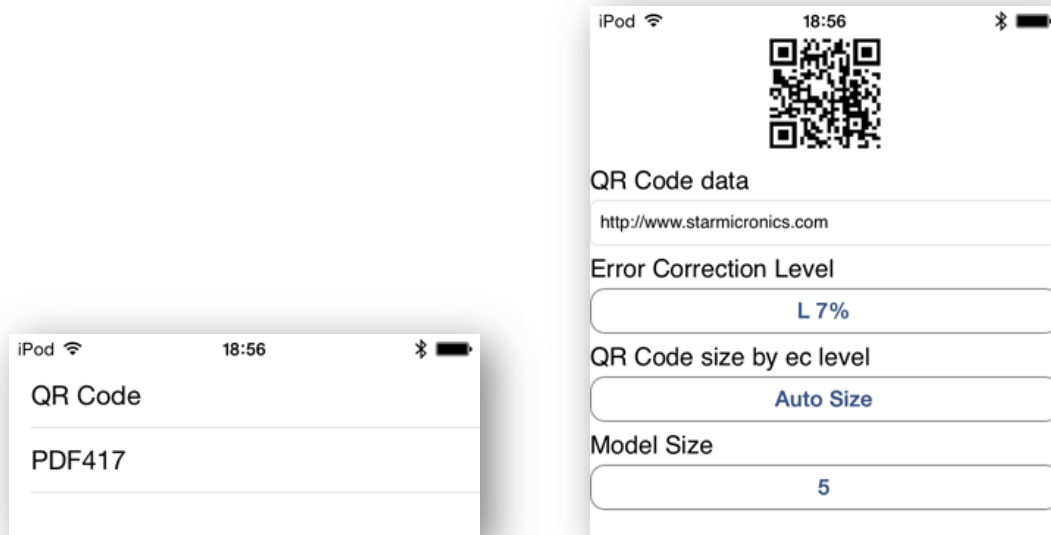 iPod 18:56
QR Code
PDF417
iPod 18:56
QR Code data
http://www.starmicronics.com
Error Correction Level
L 7%
QR Code size by ec level
Auto Size
Model Size
5